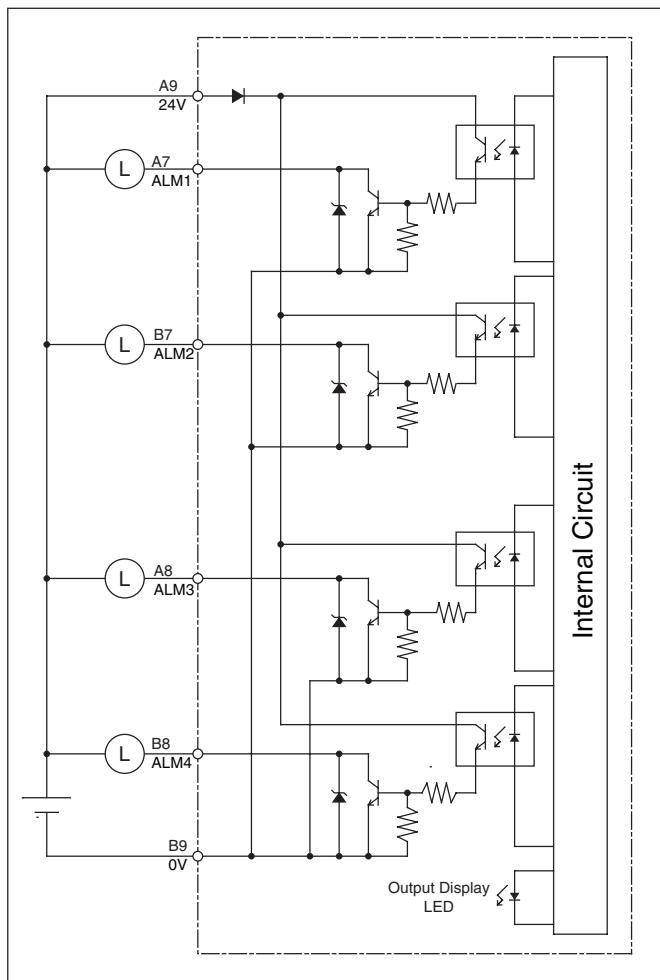 A9
24V
L
A7
ALM1
L
B7
ALM2
L
A8
ALM3
L
B8
ALM4
B9
0V
Internal Circuit
Output Display
LED